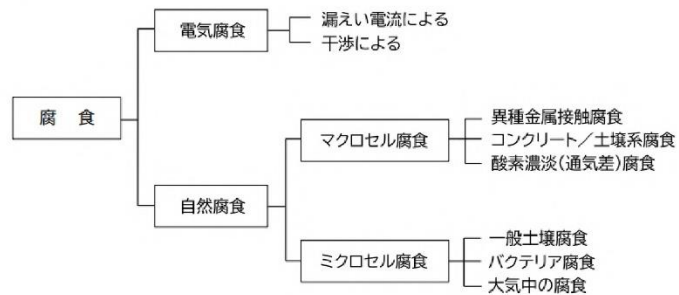 電気腐食
漏えい電流による
干渉による
腐　食
マクロセル腐食
異種金属接触腐食
コンクリート／土壌系腐食
酸素濃淡(通気差)腐食
自然腐食
ミクロセル腐食
一般土壌腐食
バクテリア腐食
大気中の腐食